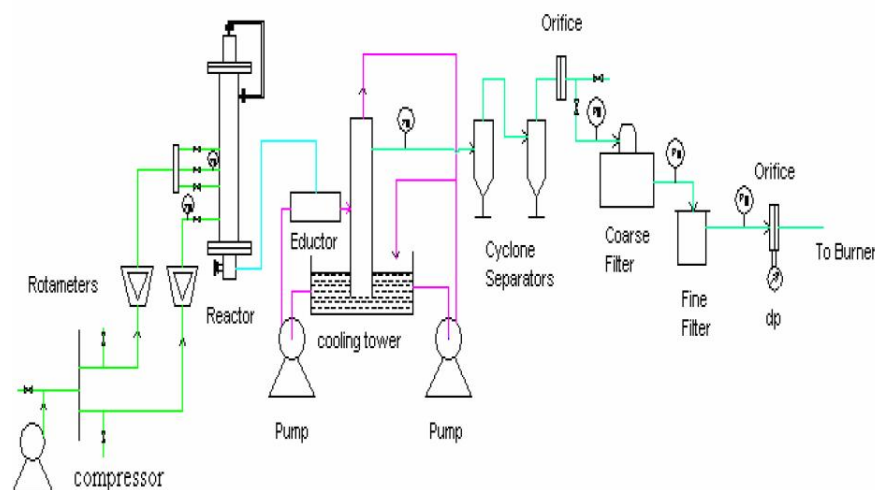 Orifice
Orifice
Eductor
Cyclone
Separators
Coarse
Filter
To Burner
Rotameters
Reactor
cooling tower
Fine
Filter
dp
Pump
Pump
compressor